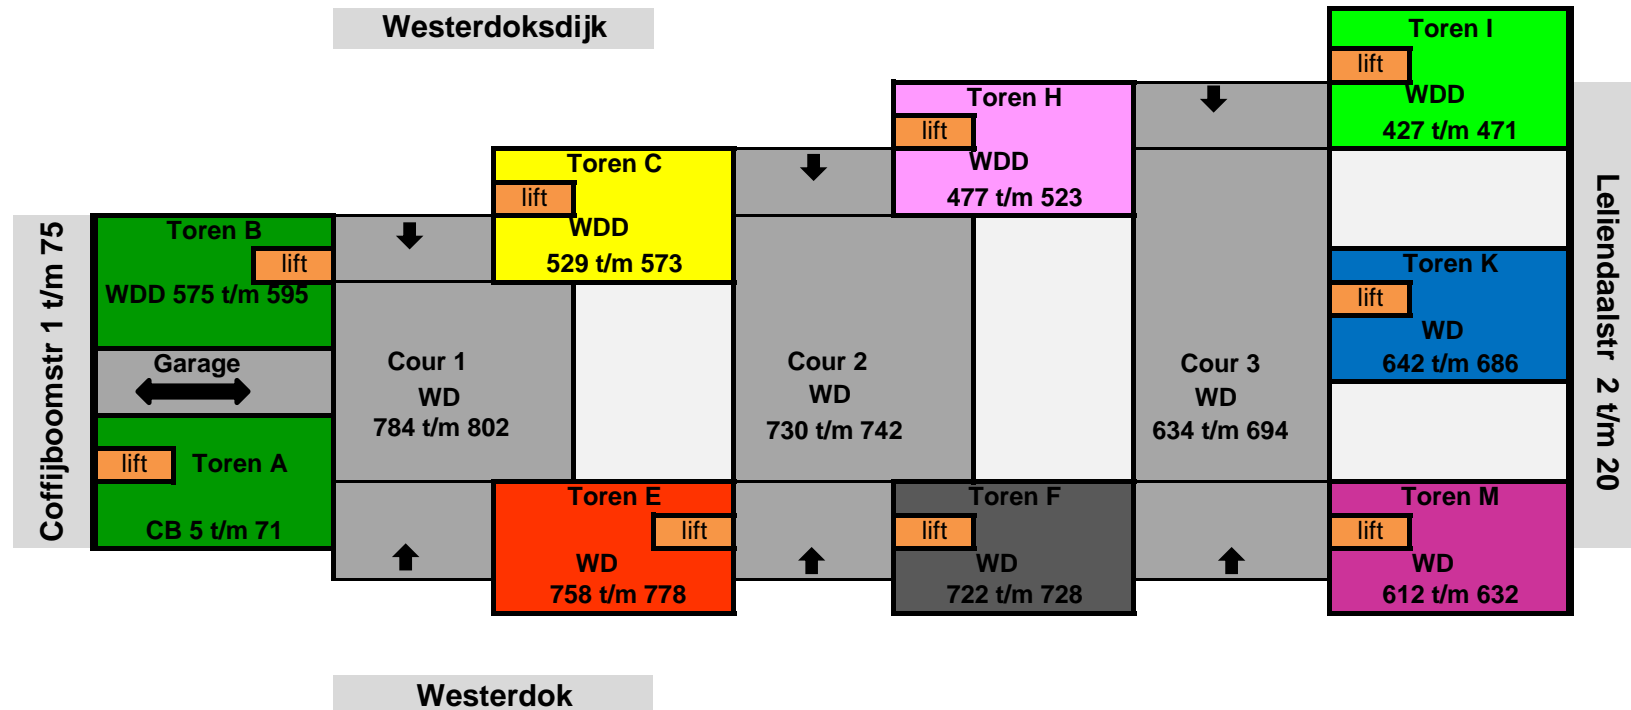 Westerdoksdijk
Coffijboomstr 1 t/m 75
Toren B
lift
WDD 575 t/m 595
Garage
lift
Toren A
CB 5 t/m 71
Cour 1
WD
784 t/m 802
Toren C
lift
WDD
529 t/m 573
Toren E
lift
WD
758 t/m 778
Cour 2
WD
730 t/m 742
Toren H
lift
WDD
477 t/m 523
Toren F
lift
WD
722 t/m 728
Cour 3
WD
634 t/m 694
Toren I
lift
WDD
427 t/m 471
Toren K
lift
WD
642 t/m 686
Toren M
lift
WD
612 t/m 632
Leliendaalstr 2 t/m 20
Westerdok